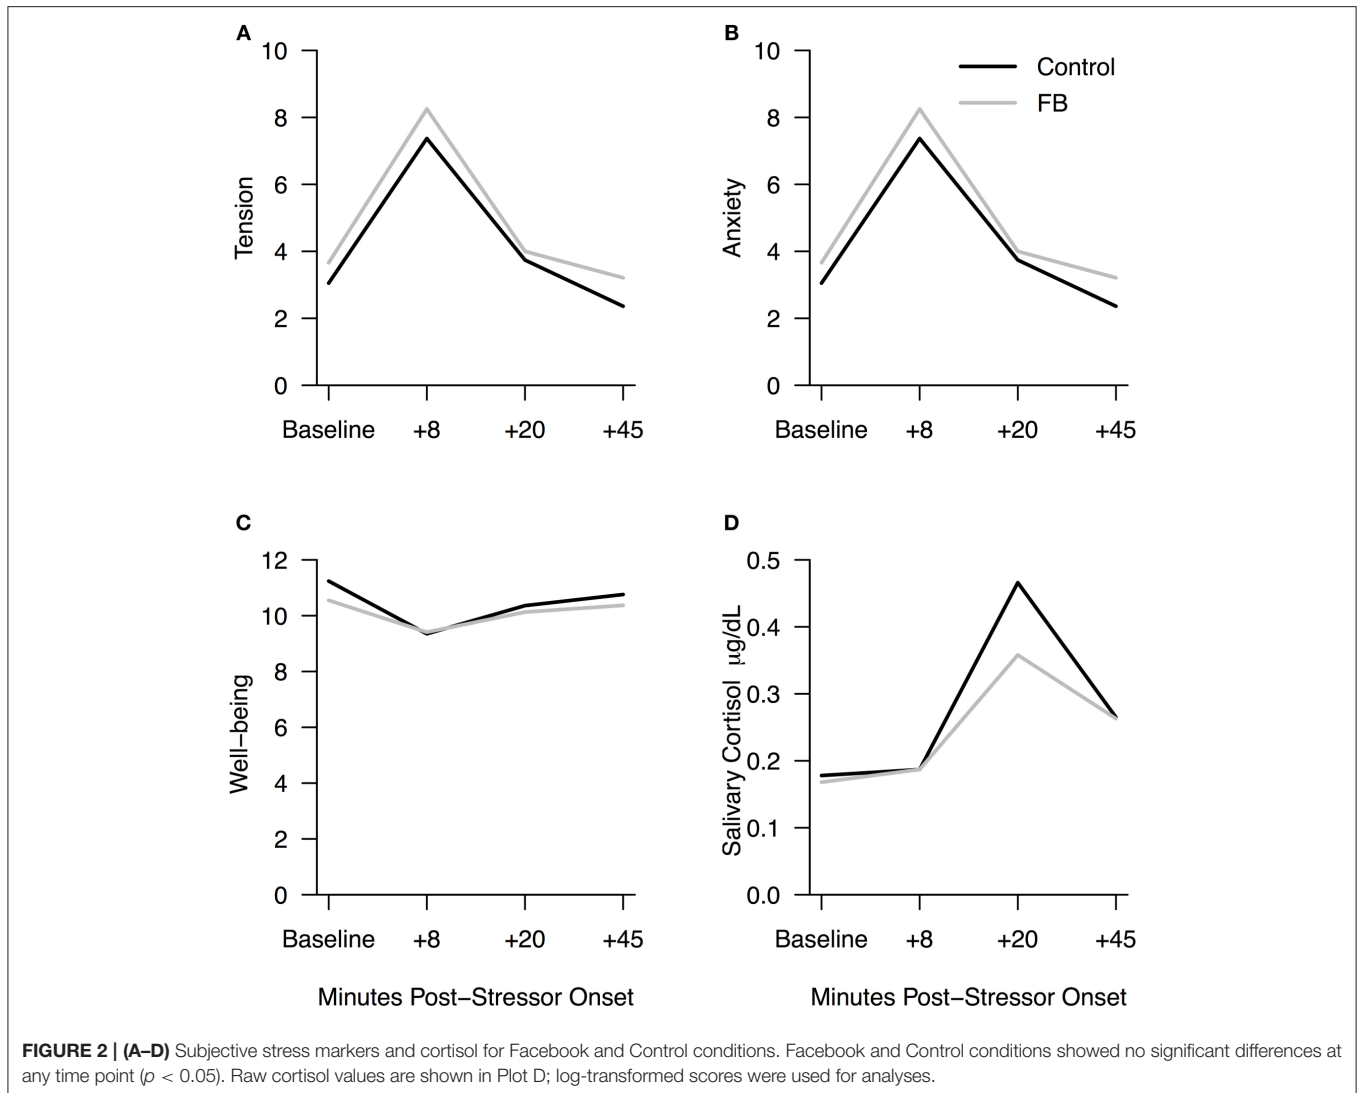 A
B
10
8
6
4
2
0
Tension
Baseline +8 +20 +45
10
8
6
4
2
0
Anxiety
Control
FB
Baseline +8 +20 +45
C
D
12
10
8
6
4
2
0
Well−being
Baseline +8 +20 +45
Minutes Post−Stressor Onset
0.5
0.4
0.3
0.2
0.1
0.0
Salivary Cortisol µg/dL
Baseline +8 +20 +45
Minutes Post−Stressor Onset
FIGURE 2 | (A–D) Subjective stress markers and cortisol for Facebook and Control conditions. Facebook and Control conditions showed no significant differences at
any time point (p < 0.05). Raw cortisol values are shown in Plot D; log-transformed scores were used for analyses.